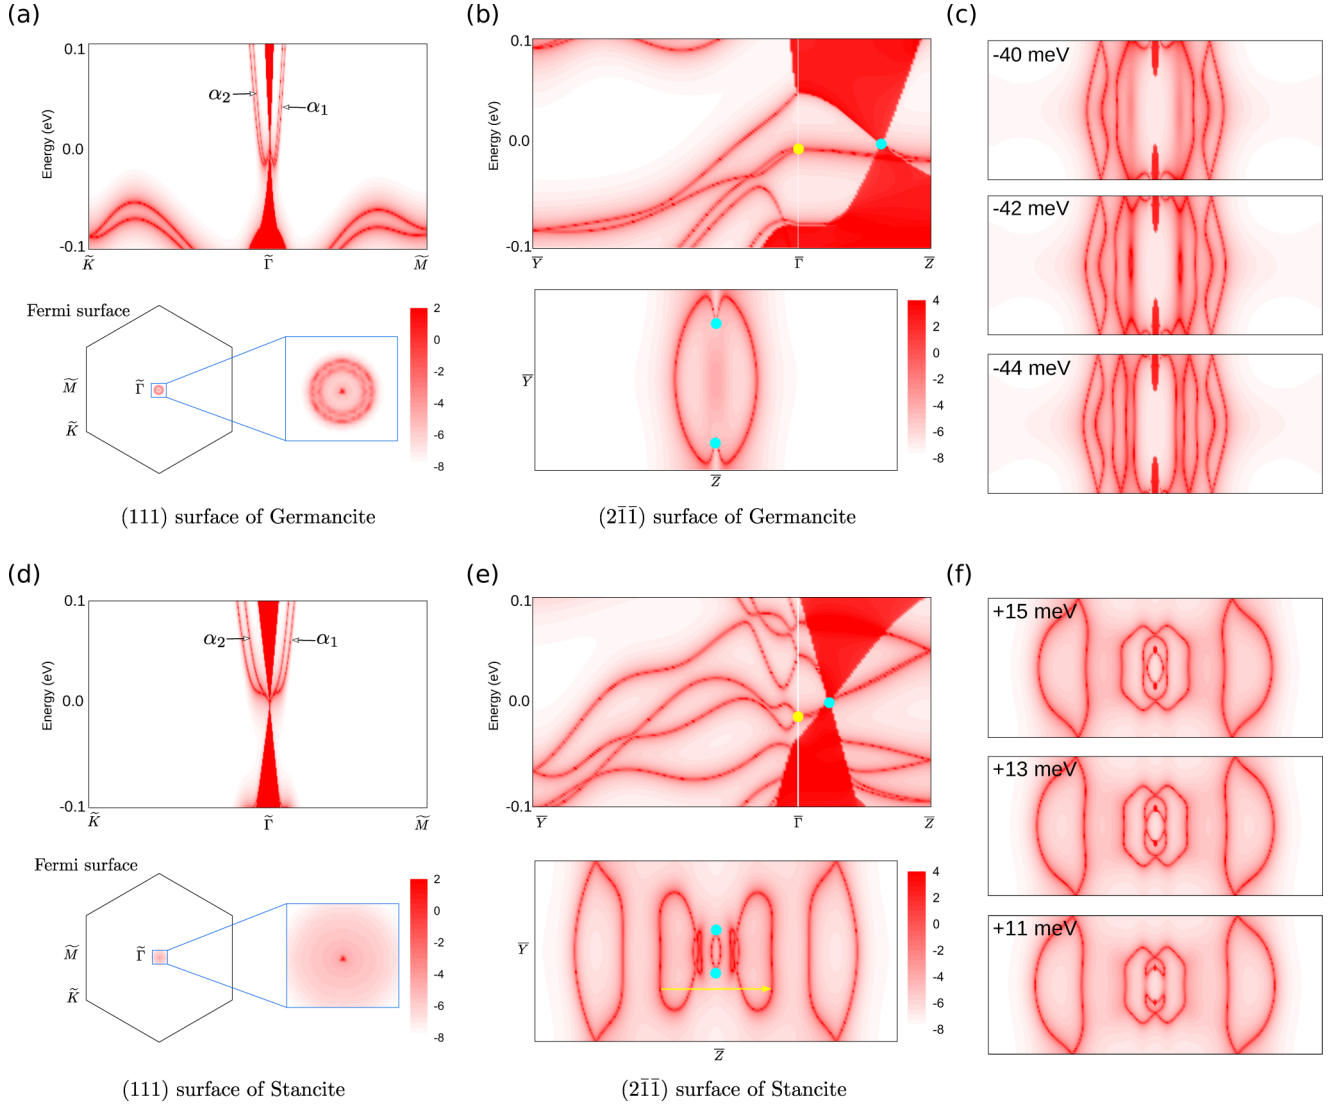 (a)
0.1
0.0
-0.1
Energy (eV)
α₂
α₁
K̃
Γ̃
M̃
Fermi surface
M̃
Γ̃
K̃
2
0
-2
-4
-6
-8
(111) surface of Germancite
(b)
0.1
0.0
-0.1
Energy (eV)
Y̅
Γ̅
Z̅
Y̅
Z̅
4
2
0
-2
-4
-6
-8
(21̅1̅) surface of Germancite
(c)
-40 meV
-42 meV
-44 meV
(d)
0.1
0.0
-0.1
Energy (eV)
α₂
α₁
K̃
Γ̃
M̃
Fermi surface
M̃
Γ̃
K̃
2
0
-2
-4
-6
-8
(111) surface of Stancite
(e)
0.1
0.0
-0.1
Energy (eV)
Y̅
Γ̅
Z̅
Y̅
Z̅
4
2
0
-2
-4
-6
-8
(21̅1̅) surface of Stancite
(f)
+15 meV
+13 meV
+11 meV